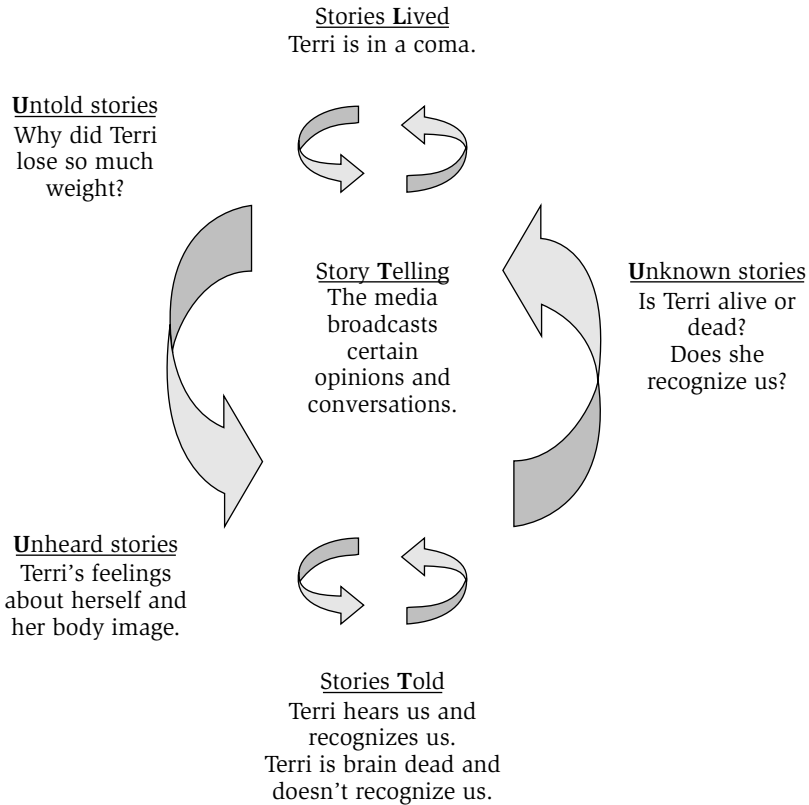 Stories Lived
Terri is in a coma.
Untold stories
Why did Terri
lose so much
weight?
Story Telling
The media
broadcasts
certain
opinions and
conversations.
Unknown stories
Is Terri alive or
dead?
Does she
recognize us?
Unheard stories
Terri’s feelings
about herself and
her body image.
Stories Told
Terri hears us and
recognizes us.
Terri is brain dead and
doesn’t recognize us.